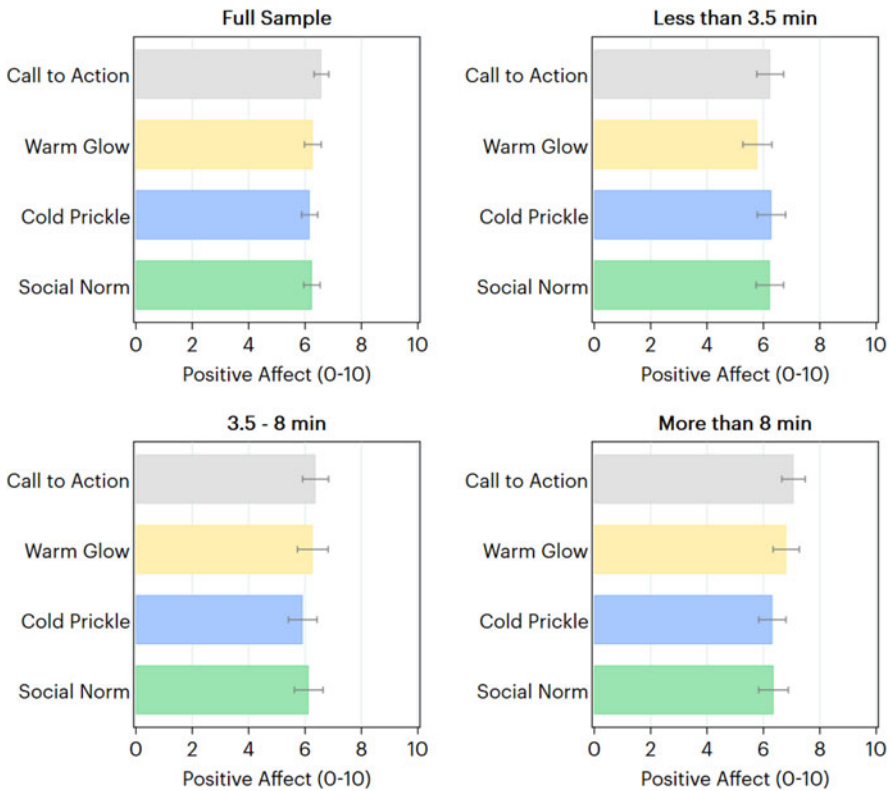 Full Sample
Call to Action
Warm Glow
Cold Prickle
Social Norm
0 2 4 6 8 10
Positive Affect (0-10)
Less than 3.5 min
Call to Action
Warm Glow
Cold Prickle
Social Norm
0 2 4 6 8 10
Positive Affect (0-10)
3.5 - 8 min
Call to Action
Warm Glow
Cold Prickle
Social Norm
0 2 4 6 8 10
Positive Affect (0-10)
More than 8 min
Call to Action
Warm Glow
Cold Prickle
Social Norm
0 2 4 6 8 10
Positive Affect (0-10)